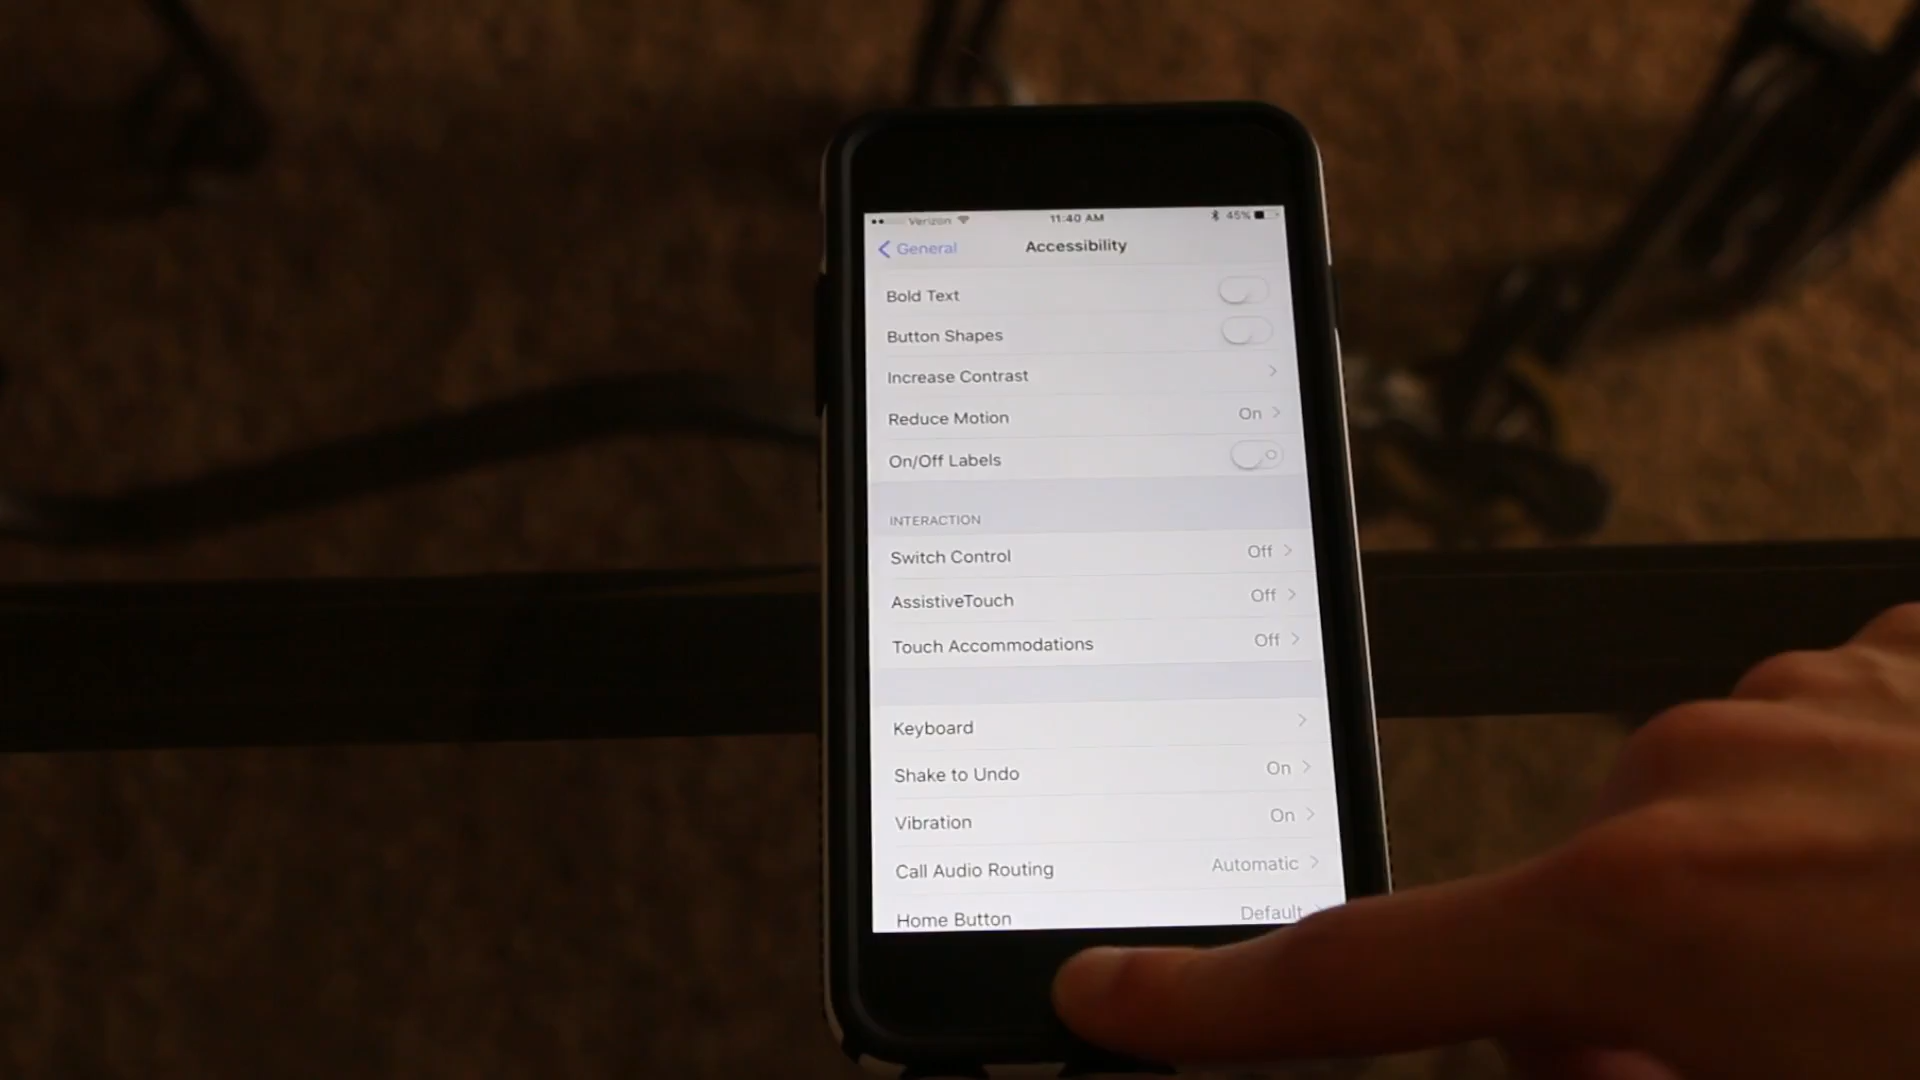 Verizon 11:40 AM 45%
General Accessibility
Bold Text
Button Shapes
Increase Contrast
Reduce Motion On
On/Off Labels
INTERACTION
Switch Control Off
AssistiveTouch Off
Touch Accommodations Off
Keyboard
Shake to Undo On
Vibration On
Call Audio Routing Automatic
Home Button Default